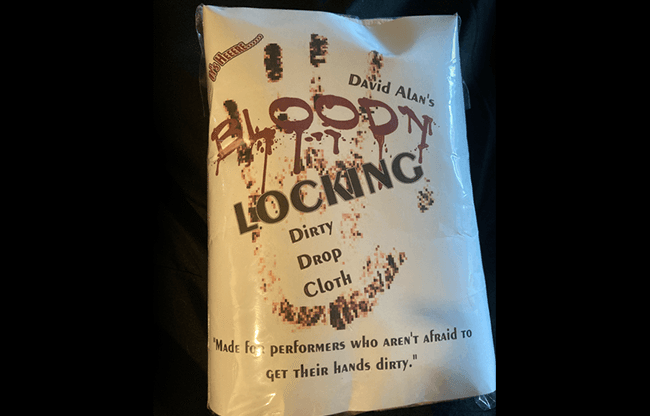 David Alan's
BLOODY
LOCKING
DIRTY
DROP
CLOTH
"MADE FOR PERFORMERS WHO AREN'T AFRAID TO
GET THEIR HANDS DIRTY."